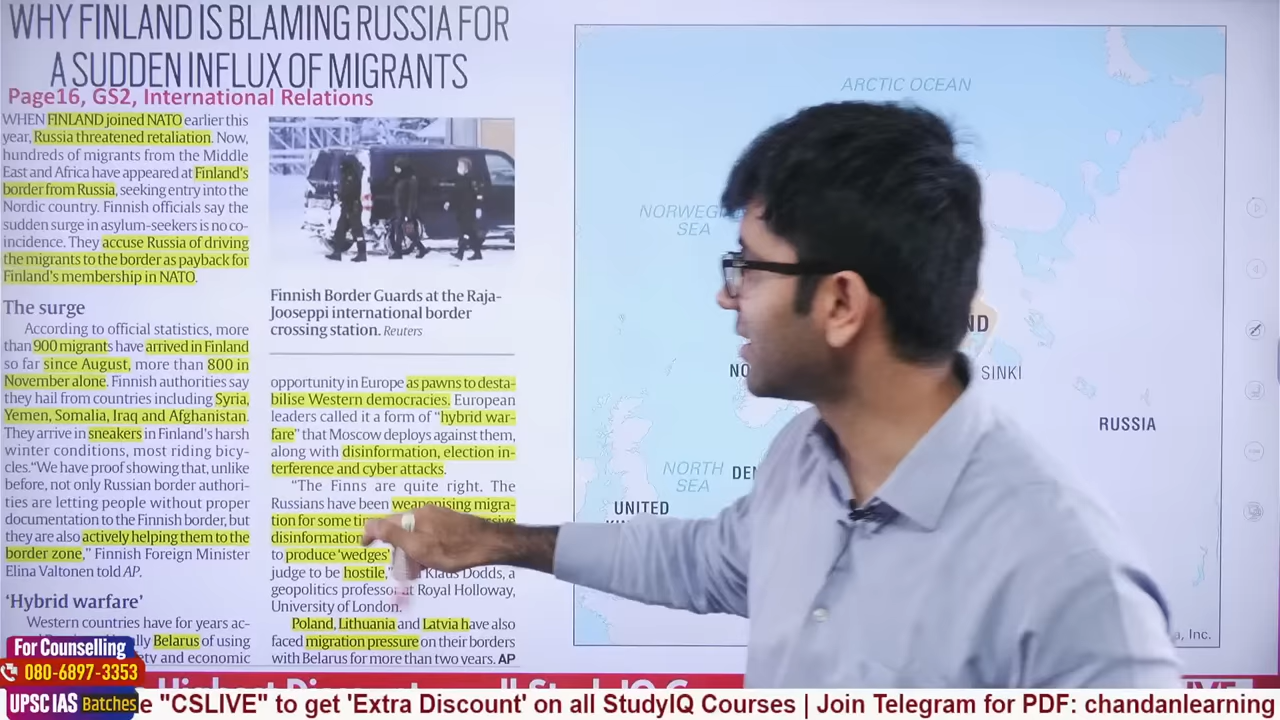 WHY FINLAND IS BLAMING RUSSIA FOR
A SUDDEN INFLUX OF MIGRANTS
Page16, GS2, International Relations
WHEN FINLAND joined NATO earlier this
year, Russia threatened retaliation. Now,
hundreds of migrants from the Middle
East and Africa have appeared at Finland's
border from Russia, seeking entry into the
Nordic country. Finnish officials say the
sudden surge in asylum-seekers is no co-
incidence. They accuse Russia of driving
the migrants to the border as payback for
Finland's membership in NATO.
The surge
According to official statistics, more
than 900 migrants have arrived in Finland
so far since August, more than 800 in
November alone. Finnish authorities say
they hail from countries including Syria,
Yemen, Somalia, Iraq and Afghanistan.
They arrive in sneakers in Finland's harsh
winter conditions, most riding bicy-
cles."We have proof showing that, unlike
before, not only Russian border authori-
ties are letting people without proper
documentation to the Finnish border, but
they are also actively helping them to the
border zone," Finnish Foreign Minister
Elina Valtonen told AP.
'Hybrid warfare'
Western countries have for years ac-
Belarus of using
and economic
Finnish Border Guards at the Raja-
Jooseppi international border
crossing station. Reuters
opportunity in Europe as pawns to desta-
bilise Western democracies. European
leaders called it a form of "hybrid war-
fare" that Moscow deploys against them,
along with disinformation, election in-
terference and cyber attacks.
"The Finns are quite right. The
Russians have been weaponising migra-
tion for some
disinformation
to produce 'wedges'
judge to be hostile," Klaus Dodds, a
geopolitics professor at Royal Holloway,
University of London.
Poland, Lithuania and Latvia have also
faced migration pressure on their borders
with Belarus for more than two years. AP
ARCTIC OCEAN
SEA
NORTH
SEA
UNITED
RUSSIA
Inc.
For Counselling
080-6897-3353
UPSC IAS Batches
"CSLIVE" to get 'Extra Discount' on all StudyIQ Courses | Join Telegram for PDF: chandanlearning